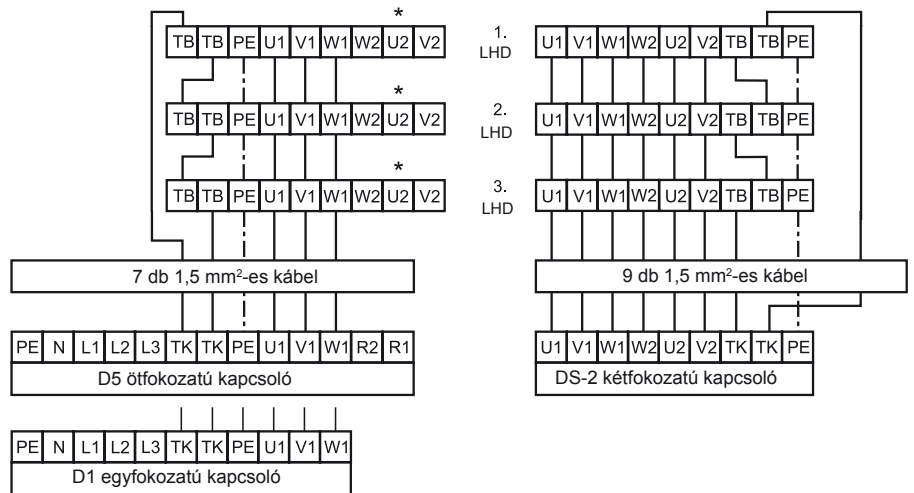 *
TB TB PE U1 V1 W1 W2 U2 V2
1.
LHD
U1 V1 W1 W2 U2 V2 TB TB PE
*
TB TB PE U1 V1 W1 W2 U2 V2
2.
LHD
U1 V1 W1 W2 U2 V2 TB TB PE
*
TB TB PE U1 V1 W1 W2 U2 V2
3.
LHD
U1 V1 W1 W2 U2 V2 TB TB PE
7 db 1,5 mm²-es kábel
9 db 1,5 mm²-es kábel
PE N L1 L2 L3 TK TK PE U1 V1 W1 R2 R1
D5 ötfokozatú kapcsoló
U1 V1 W1 W2 U2 V2 TK TK PE
DS-2 kétfokozatú kapcsoló
PE N L1 L2 L3 TK TK PE U1 V1 W1
D1 egyfokozatú kapcsoló